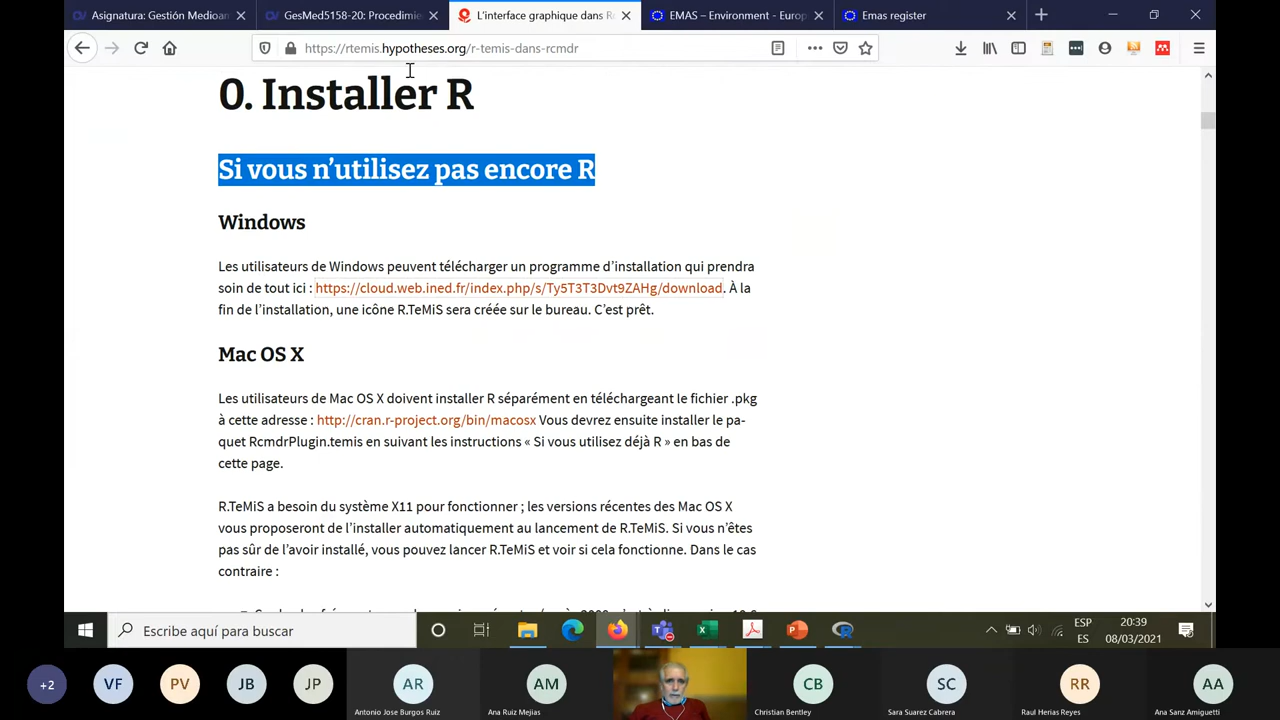 Asignatura: Gestión Medioan
GesMed5158-20: Procedimie
L'interface graphique dans R
EMAS – Environment - Europ
Emas register
https://rtemis.hypotheses.org/r-temis-dans-rcmdr
0. Installer R
Si vous n'utilisez pas encore R
Windows
Les utilisateurs de Windows peuvent télécharger un programme d'installation qui prendra
soin de tout ici : https://cloud.web.ined.fr/index.php/s/Ty5T3T3Dvt9ZAHg/download. À la
fin de l'installation, une icône R.TeMiS sera créée sur le bureau. C'est prêt.
Mac OS X
Les utilisateurs de Mac OS X doivent installer R séparément en téléchargeant le fichier .pkg
à cette adresse : http://cran.r-project.org/bin/macosx Vous devrez ensuite installer le pa-
quet RcmdrPlugin.temis en suivant les instructions « Si vous utilisez déjà R » en bas de
cette page.
R.TeMiS a besoin du système X11 pour fonctionner ; les versions récentes des Mac OS X
vous proposeront de l'installer automatiquement au lancement de R.TeMiS. Si vous n'êtes
pas sûr de l'avoir installé, vous pouvez lancer R.TeMiS et voir si cela fonctionne. Dans le cas
contraire :
Escribe aquí para buscar
ESP
ES
20:39
08/03/2021
+2
VF
PV
JB
JP
AR
Antonio Jose Burgos Ruiz
AM
Ana Ruiz Mejias
CB
Christian Bentley
SC
Sara Suarez Cabrera
RR
Raul Herias Reyes
AA
Ana Sanz Amiguetti